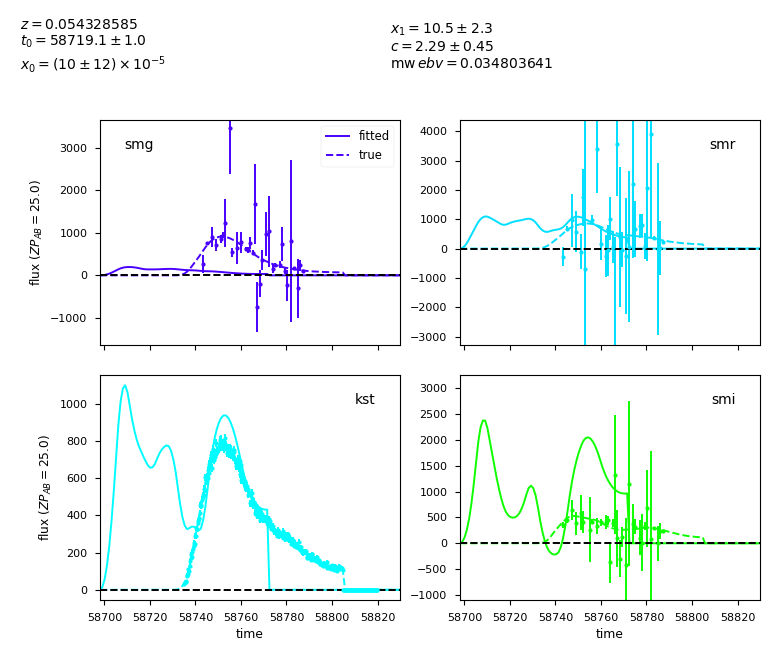 z = 0.054328585
t₀ = 58719.1 ± 1.0
x₀ = (10 ± 12) × 10⁻⁵
x₁ = 10.5 ± 2.3
c = 2.29 ± 0.45
mw ebv = 0.034803641
smg
fitted
true
3000
2000
1000
0
−1000
flux (ZP_AB = 25.0)
smr
4000
3000
2000
1000
0
−1000
−2000
−3000
kst
1000
800
600
400
200
0
flux (ZP_AB = 25.0)
58700 58720 58740 58760 58780 58800 58820
time
smi
3000
2500
2000
1500
1000
500
0
−500
−1000
58700 58720 58740 58760 58780 58800 58820
time